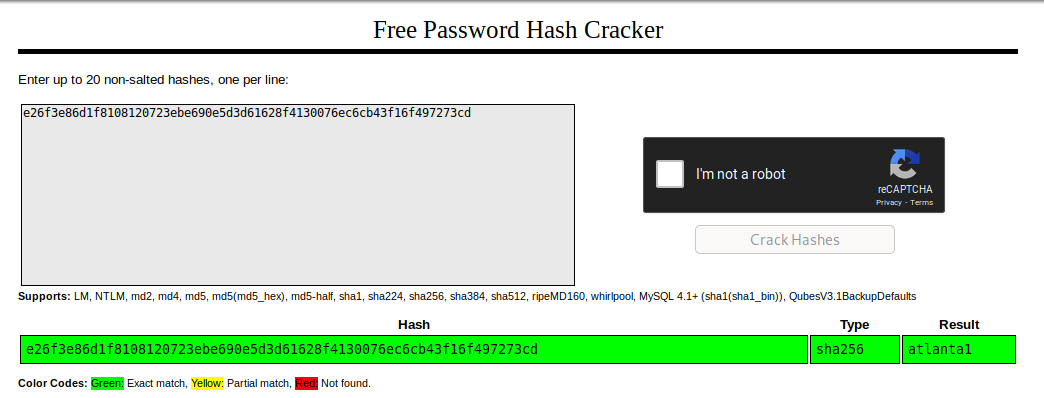 Free Password Hash Cracker
Enter up to 20 non-salted hashes, one per line:
e26f3e86d1f8108120723ebe690e5d3d61628f4130076ec6cb43f16f497273cd
I'm not a robot
reCAPTCHA
Privacy - Terms
Crack Hashes
Supports: LM, NTLM, md2, md4, md5, md5(md5_hex), md5-half, sha1, sha224, sha256, sha384, sha512, ripeMD160, whirlpool, MySQL 4.1+ (sha1(sha1_bin)), QubesV3.1BackupDefaults
Hash Type Result
e26f3e86d1f8108120723ebe690e5d3d61628f4130076ec6cb43f16f497273cd sha256 atlanta1
Color Codes: Green: Exact match, Yellow: Partial match, Red: Not found.